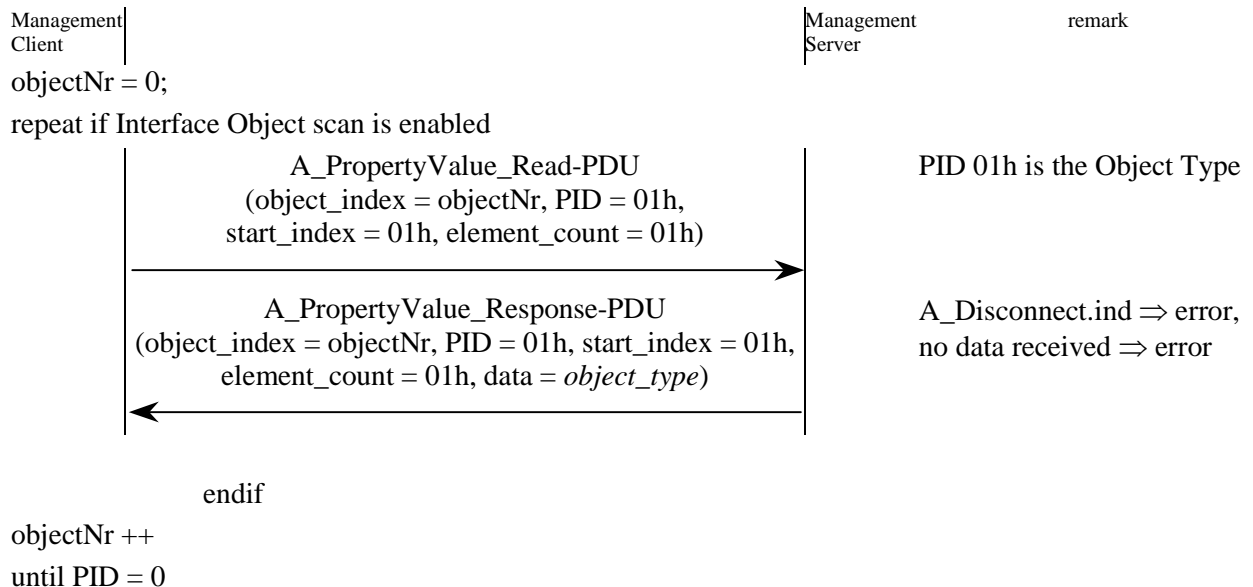 Management Management remark
Client Server
objectNr = 0;
repeat if Interface Object scan is enabled
A_PropertyValue_Read-PDU PID 01h is the Object Type
(object_index = objectNr, PID = 01h,
start_index = 01h, element_count = 01h)
A_PropertyValue_Response-PDU A_Disconnect.ind ⇒ error,
(object_index = objectNr, PID = 01h, start_index = 01h, no data received ⇒ error
element_count = 01h, data = object_type)
endif
objectNr ++
until PID = 0